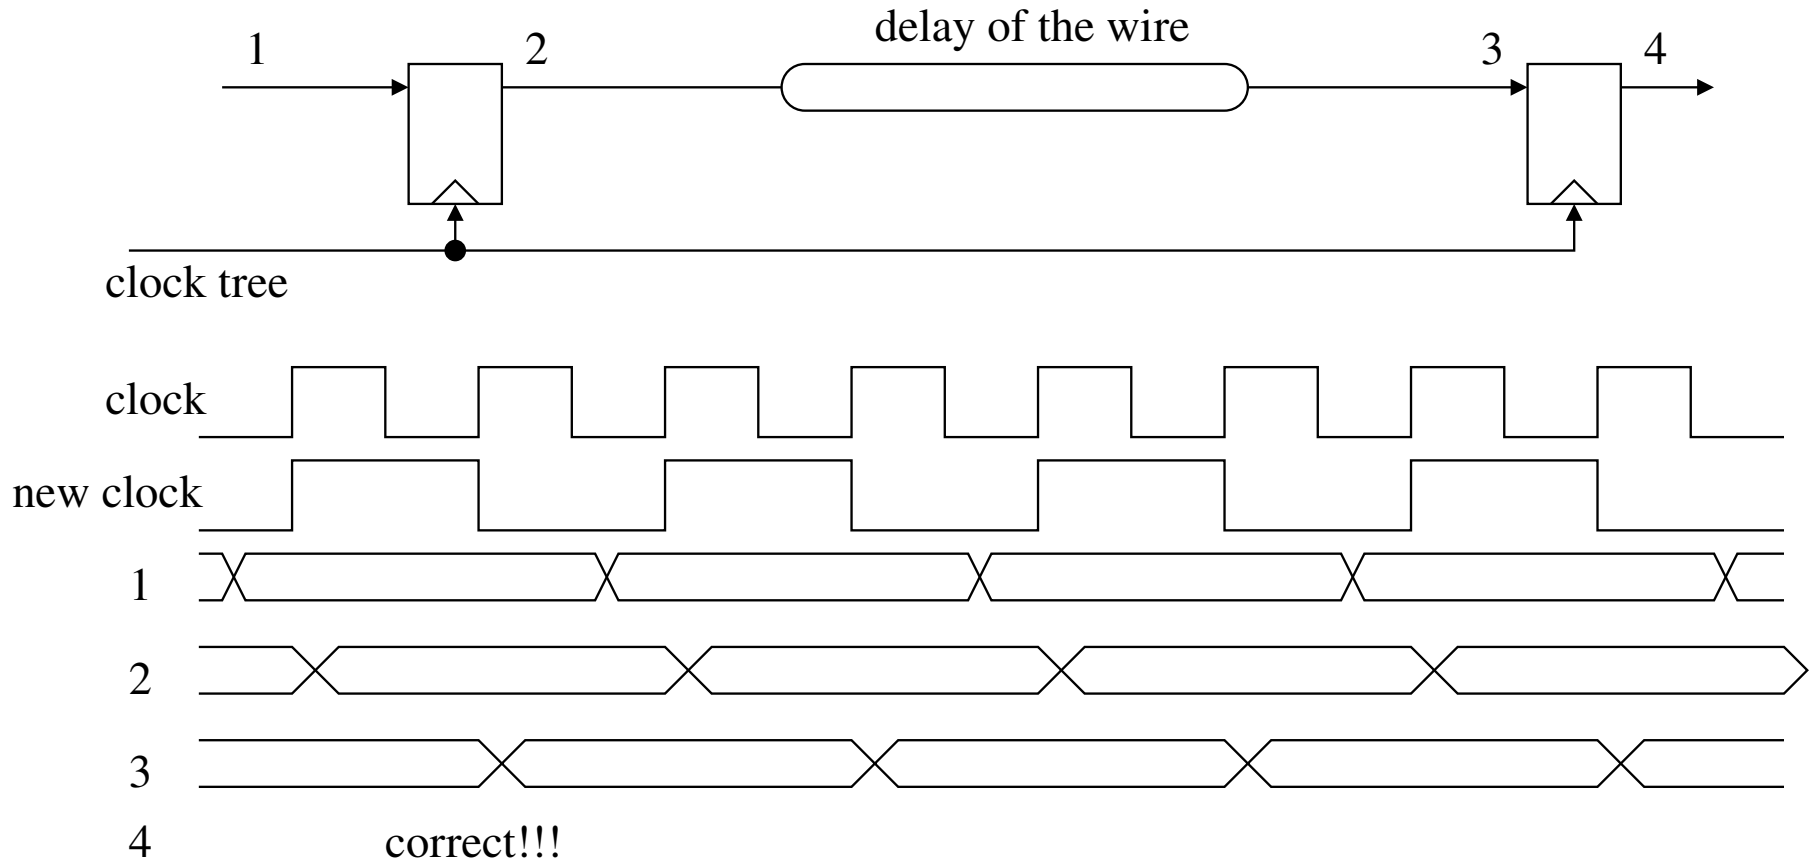 delay of the wire
1 2 3 4
clock tree
clock
new clock
1
2
3
4 correct!!!